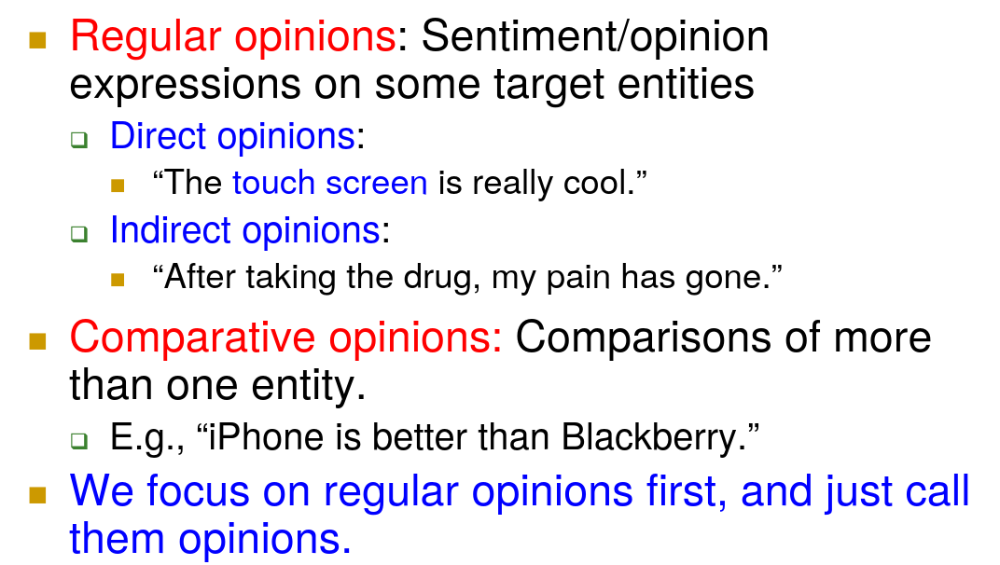 Regular opinions: Sentiment/opinion
expressions on some target entities
Direct opinions:
“The touch screen is really cool.”
Indirect opinions:
“After taking the drug, my pain has gone.”
Comparative opinions: Comparisons of more
than one entity.
E.g., “iPhone is better than Blackberry.”
We focus on regular opinions first, and just call
them opinions.